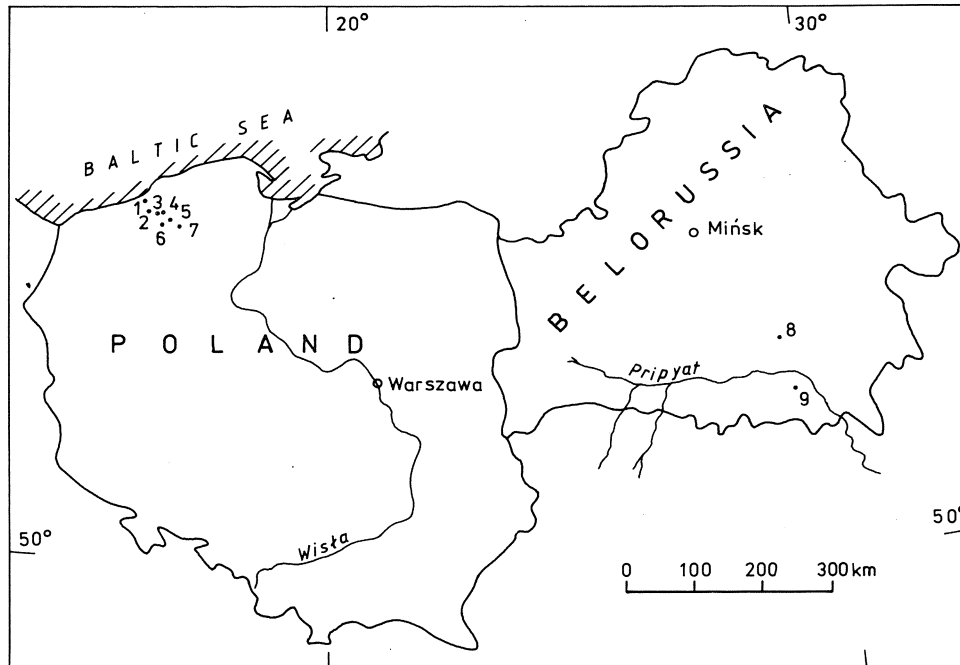 20°
30°
BALTIC SEA
1
2
3
4
5
6
7
BELORUSSIA
Mińsk
POLAND
8
Pripyat
Warszawa
9
50°
50°
Wisła
0 100 200 300 km